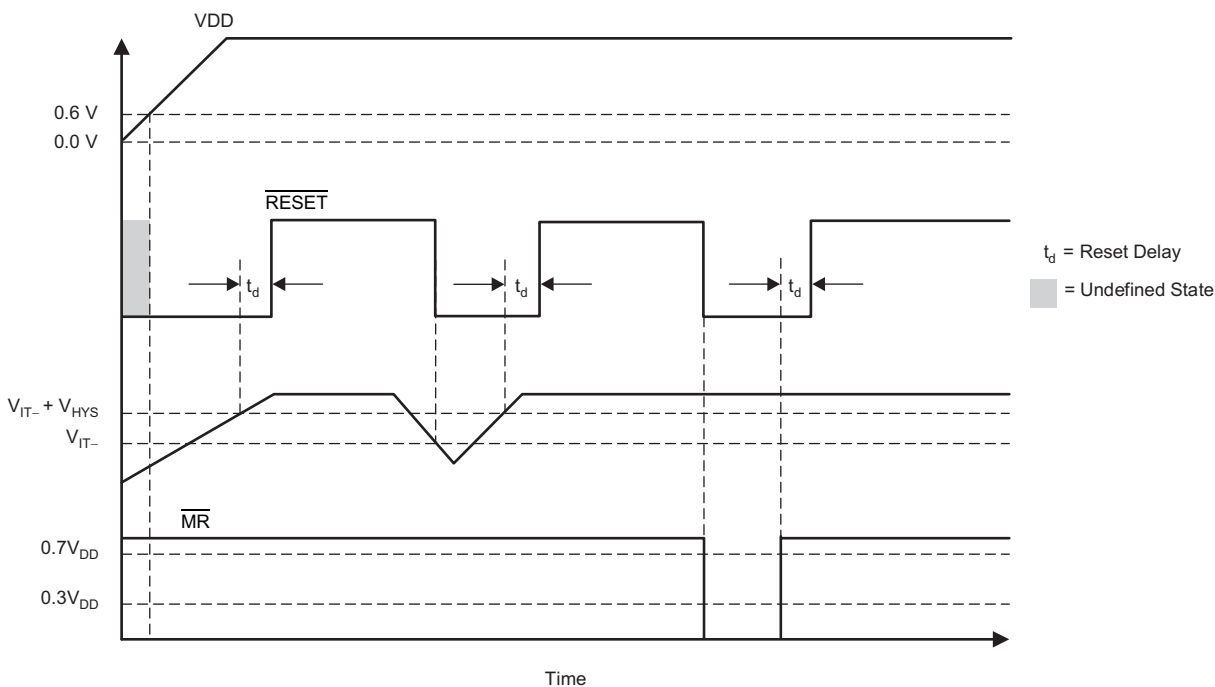 VDD
0.6 V
0.0 V
RESET
t_d
t_d
t_d
t_d = Reset Delay
= Undefined State
V_IT– + V_HYS
V_IT–
MR
0.7V_DD
0.3V_DD
Time